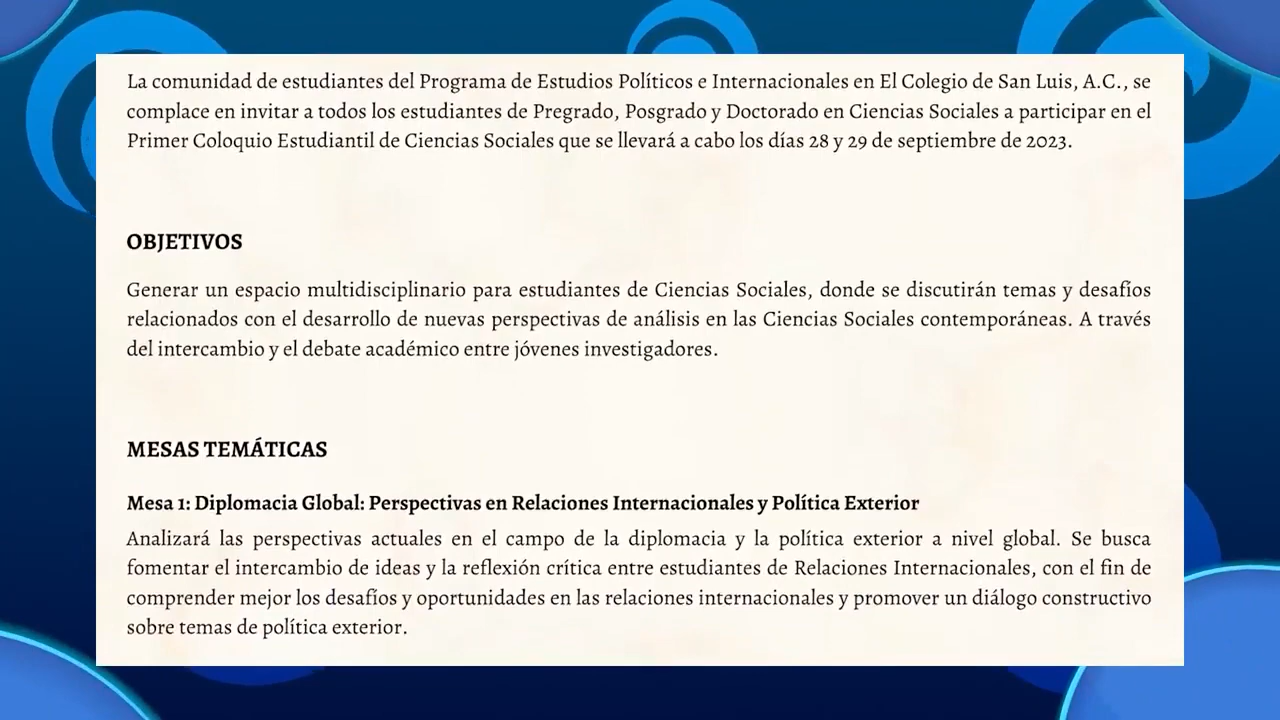 La comunidad de estudiantes del Programa de Estudios Políticos e Internacionales en El Colegio de San Luis, A.C., se
complace en invitar a todos los estudiantes de Pregrado, Posgrado y Doctorado en Ciencias Sociales a participar en el
Primer Coloquio Estudiantil de Ciencias Sociales que se llevará a cabo los días 28 y 29 de septiembre de 2023.
OBJETIVOS
Generar un espacio multidisciplinario para estudiantes de Ciencias Sociales, donde se discutirán temas y desafíos
relacionados con el desarrollo de nuevas perspectivas de análisis en las Ciencias Sociales contemporáneas. A través
del intercambio y el debate académico entre jóvenes investigadores.
MESAS TEMÁTICAS
Mesa 1: Diplomacia Global: Perspectivas en Relaciones Internacionales y Política Exterior
Analizará las perspectivas actuales en el campo de la diplomacia y la política exterior a nivel global. Se busca
fomentar el intercambio de ideas y la reflexión crítica entre estudiantes de Relaciones Internacionales, con el fin de
comprender mejor los desafíos y oportunidades en las relaciones internacionales y promover un diálogo constructivo
sobre temas de política exterior.